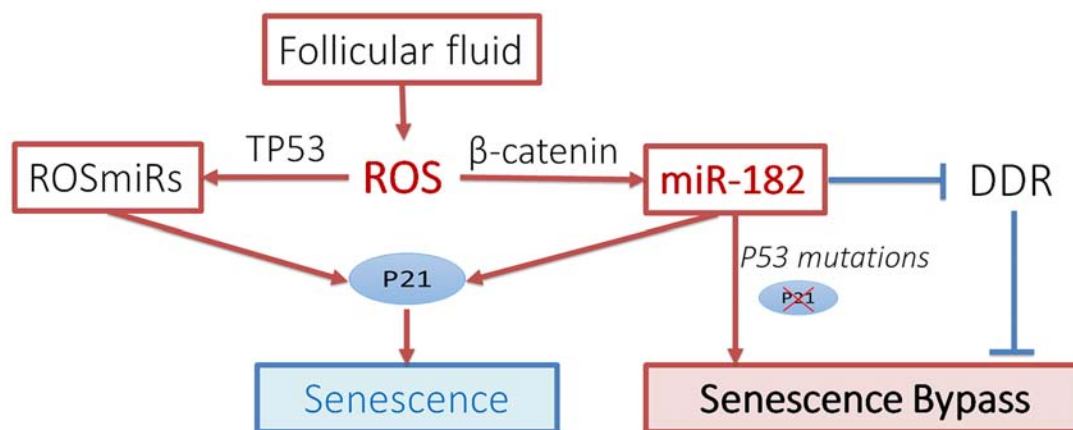 Follicular fluid
TP53
β-catenin
ROSmiRs
ROS
miR-182
DDR
P21
P53 mutations
P21
Senescence
Senescence Bypass